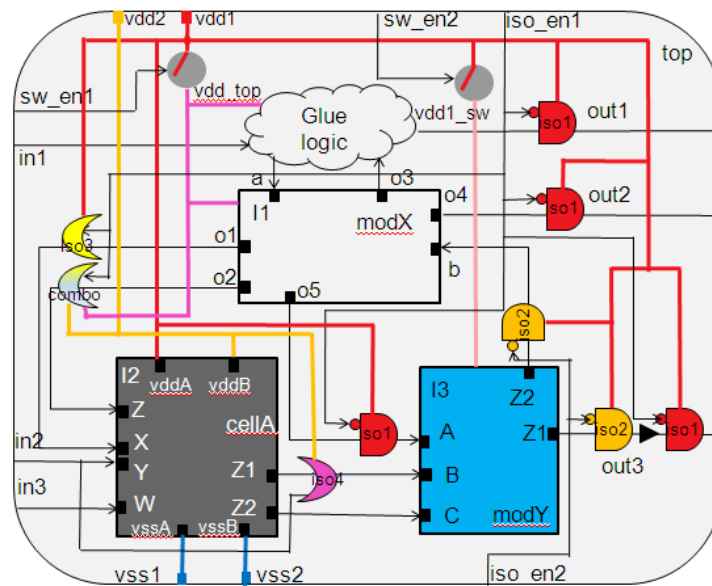 vdd2 vdd1 sw_en2 iso_en1
top
sw_en1 vdd_top vdd1_sw iso1 out1
Glue
logic
in1
a o3 o4 iso1 out2
I1 modX
iso3 o1
o2 b
combo o5
iso2
I2 vddA vddB I3 Z2
cellA
Z
in2 X iso1 A Z1 iso2 iso1
Y Z1 iso4 B out3
in3 W Z2 C modY
vssA vssB
vss1 vss2 iso_en2